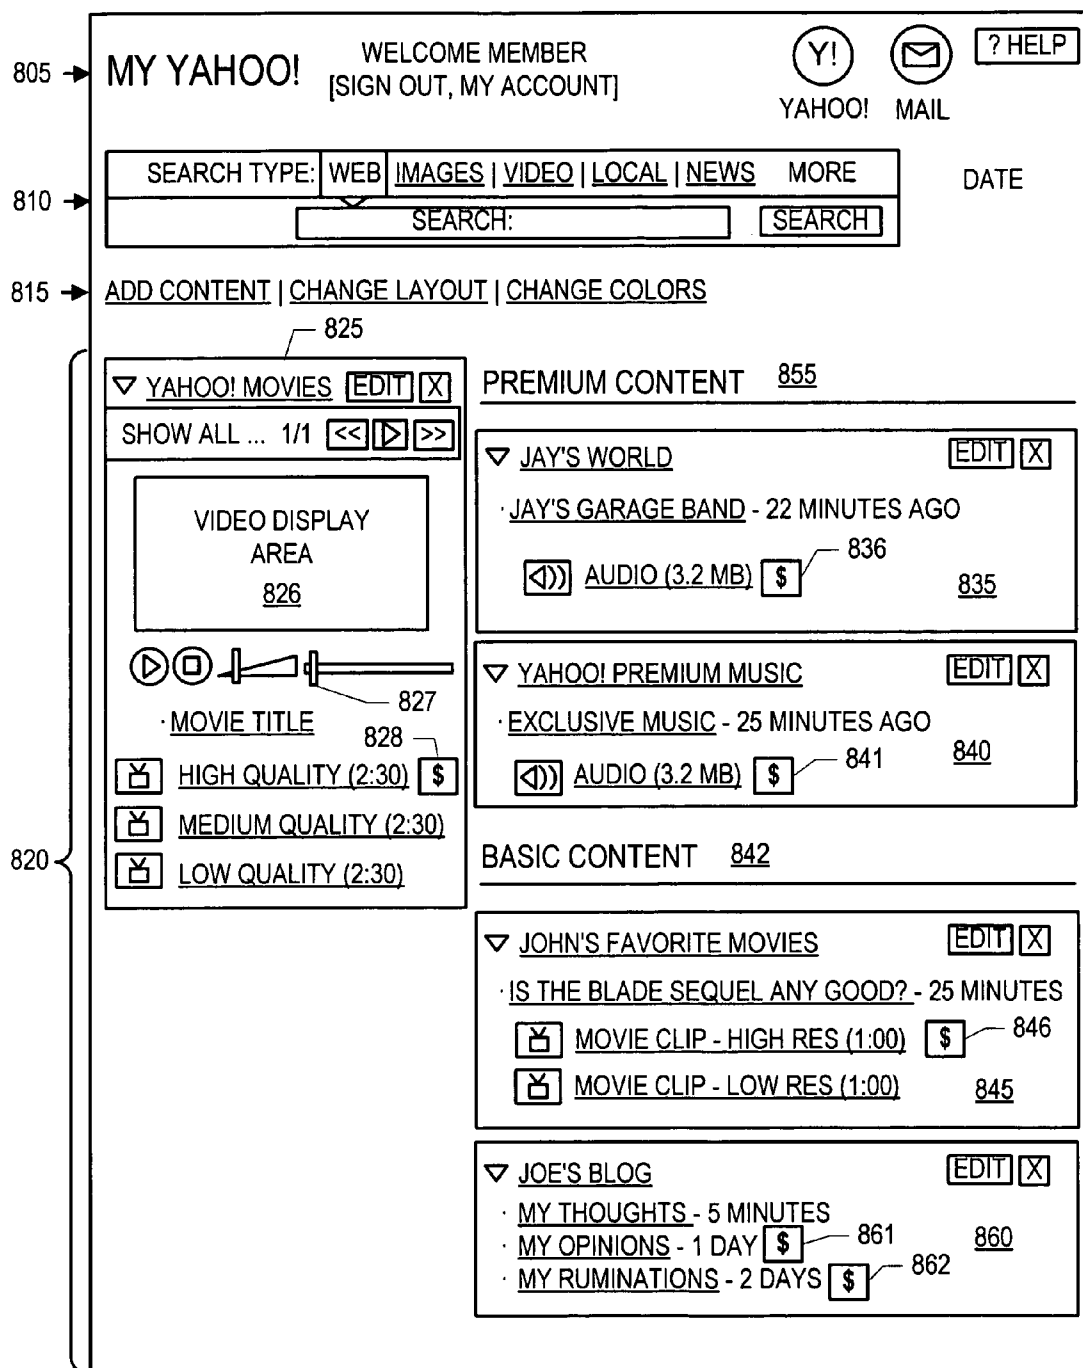 805
MY YAHOO!
WELCOME MEMBER
[SIGN OUT, MY ACCOUNT]
Y!
YAHOO!
MAIL
? HELP
810
SEARCH TYPE: WEB IMAGES | VIDEO | LOCAL | NEWS MORE
DATE
SEARCH: SEARCH
815
ADD CONTENT | CHANGE LAYOUT | CHANGE COLORS
820
825
YAHOO! MOVIES EDIT X
SHOW ALL ... 1/1 << >>
VIDEO DISPLAY
AREA
826
827
· MOVIE TITLE
828
HIGH QUALITY (2:30) $
MEDIUM QUALITY (2:30)
LOW QUALITY (2:30)
PREMIUM CONTENT 855
JAY'S WORLD EDIT X
· JAY'S GARAGE BAND - 22 MINUTES AGO
836
AUDIO (3.2 MB) $
835
YAHOO! PREMIUM MUSIC EDIT X
· EXCLUSIVE MUSIC - 25 MINUTES AGO
AUDIO (3.2 MB) $ 841
840
BASIC CONTENT 842
JOHN'S FAVORITE MOVIES EDIT X
· IS THE BLADE SEQUEL ANY GOOD? - 25 MINUTES
MOVIE CLIP - HIGH RES (1:00) $ 846
MOVIE CLIP - LOW RES (1:00) 845
JOE'S BLOG EDIT X
· MY THOUGHTS - 5 MINUTES
· MY OPINIONS - 1 DAY $ 861
860
· MY RUMINATIONS - 2 DAYS $ 862